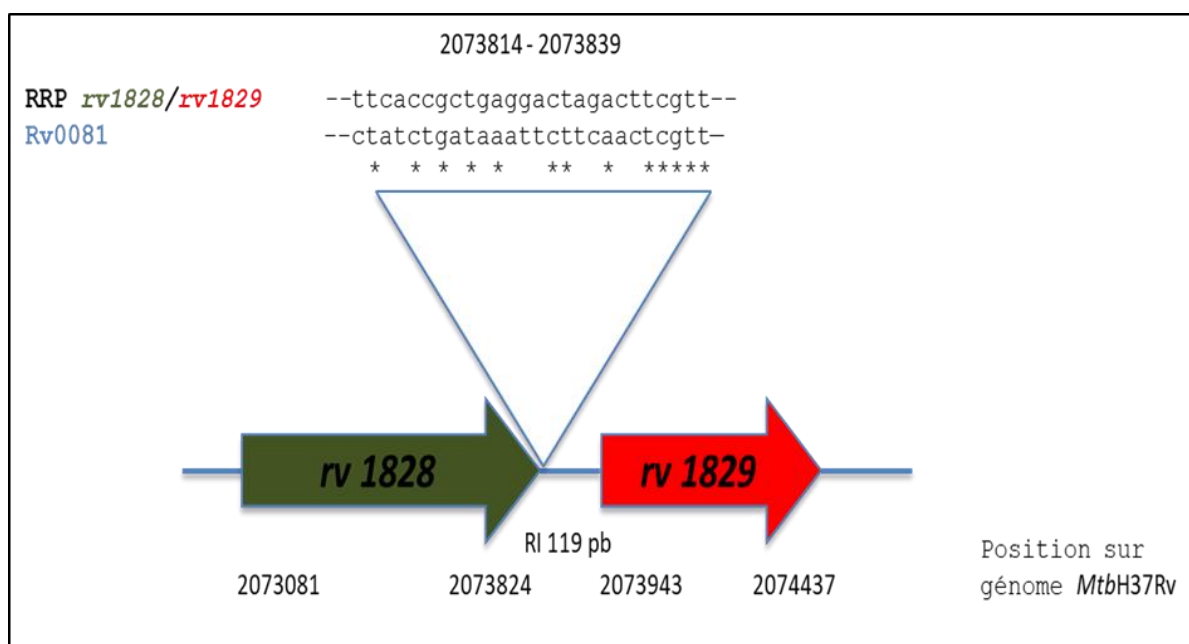 2073814 - 2073839
RRP rv1828/rv1829 --ttcaccgctgaggactagacttcgtt--
Rv0081 --ctatctgataaattcttcaactcgtt—
* * * * * ** * *****
rv 1828 rv 1829
RI 119 pb
2073081 2073824 2073943 2074437
Position sur
génome MtbH37Rv